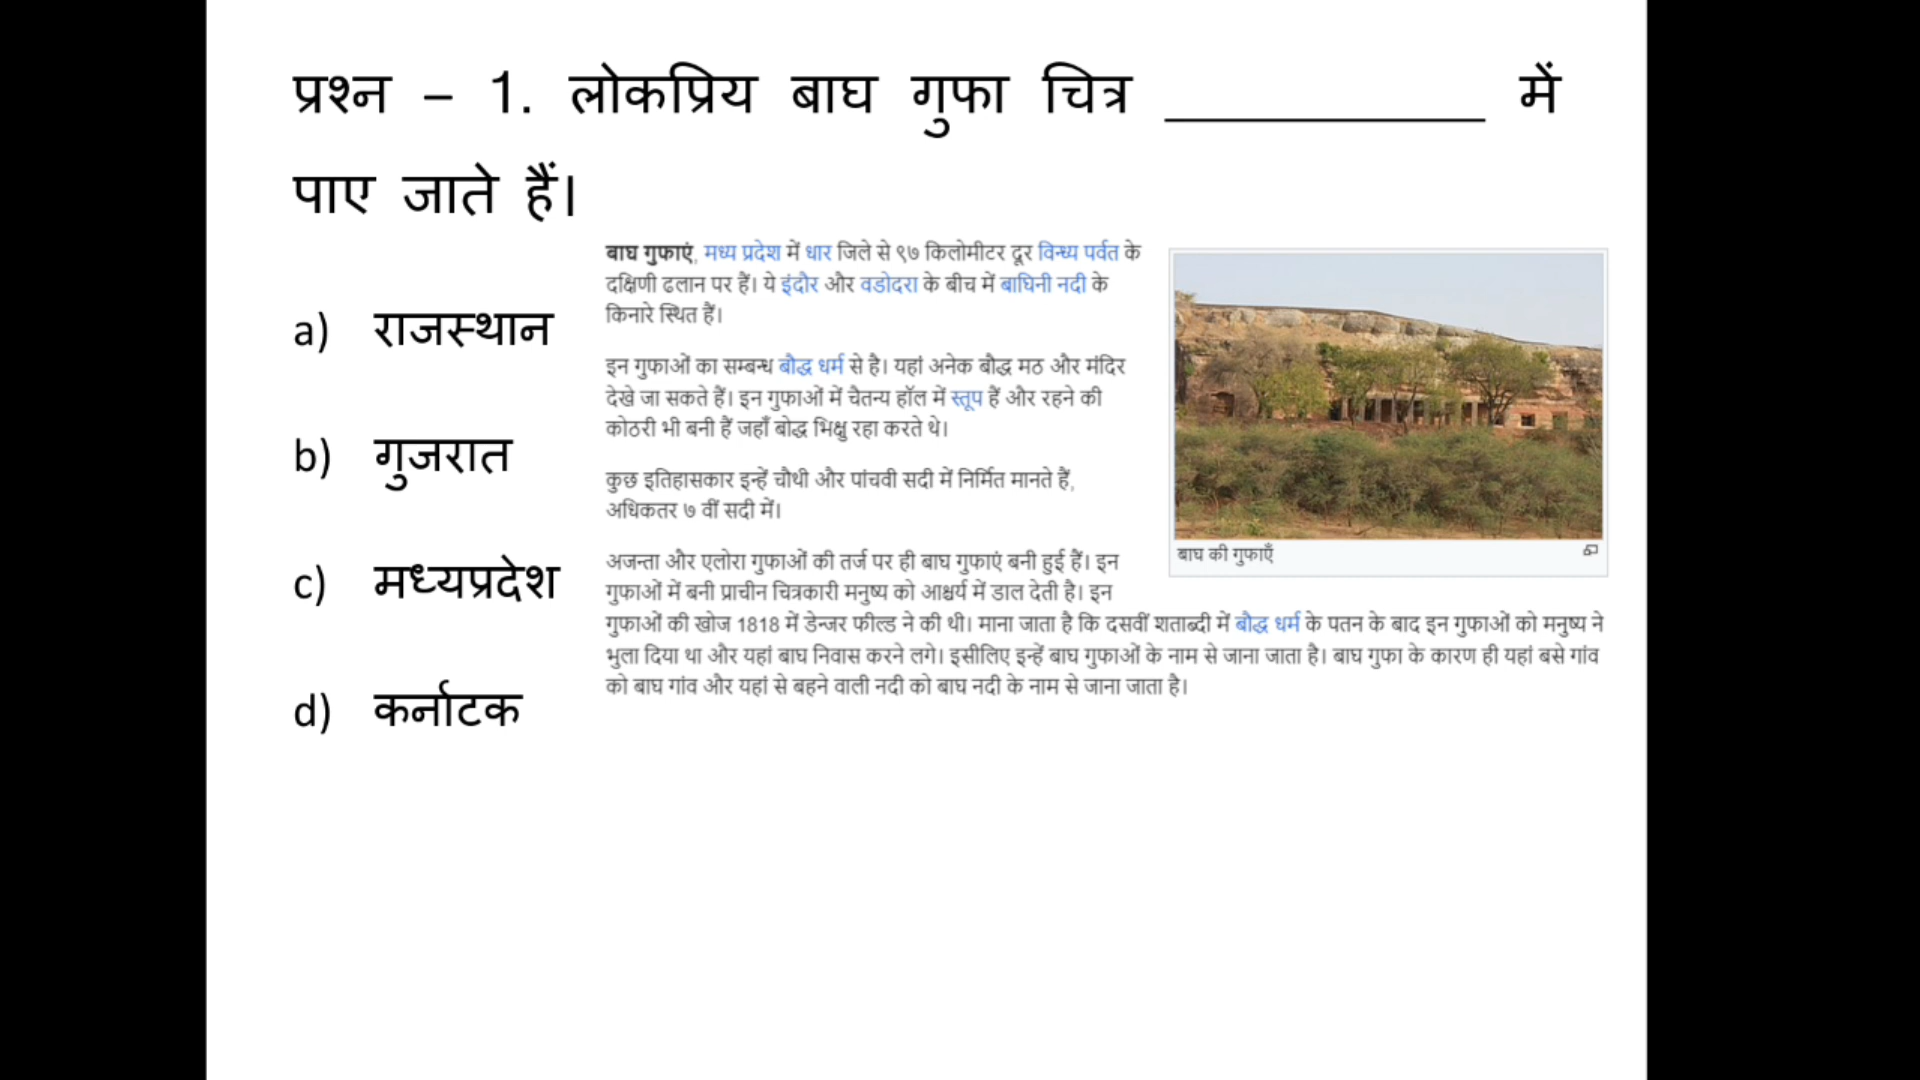 प्रश्न – 1. लोकप्रिय बाघ गुफा चित्र ____________ में
पाए जाते हैं।
a) राजस्थान
b) गुजरात
c) मध्यप्रदेश
d) कर्नाटक
बाघ गुफाएं, मध्य प्रदेश में धार जिले से ९७ किलोमीटर दूर विन्ध्य पर्वत के
दक्षिणी ढलान पर हैं। ये इंदौर और वडोदरा के बीच में बाघिनी नदी के
किनारे स्थित हैं।
इन गुफाओं का सम्बन्ध बौद्ध धर्म से है। यहां अनेक बौद्ध मठ और मंदिर
देखे जा सकते हैं। इन गुफाओं में चैतन्य हॉल में स्तूप हैं और रहने की
कोठरी भी बनी हैं जहाँ बोद्ध भिक्षु रहा करते थे।
कुछ इतिहासकार इन्हें चौथी और पांचवी सदी में निर्मित मानते हैं,
अधिकतर ७ वीं सदी में।
अजन्ता और एलोरा गुफाओं की तर्ज पर ही बाघ गुफाएं बनी हुई हैं। इन
गुफाओं में बनी प्राचीन चित्रकारी मनुष्य को आश्चर्य में डाल देती है। इन
गुफाओं की खोज 1818 में डेन्जर फील्ड ने की थी। माना जाता है कि दसवीं शताब्दी में बौद्ध धर्म के पतन के बाद इन गुफाओं को मनुष्य ने
भुला दिया था और यहां बाघ निवास करने लगे। इसीलिए इन्हें बाघ गुफाओं के नाम से जाना जाता है। बाघ गुफा के कारण ही यहां बसे गांव
को बाघ गांव और यहां से बहने वाली नदी को बाघ नदी के नाम से जाना जाता है।
बाघ की गुफाएँ